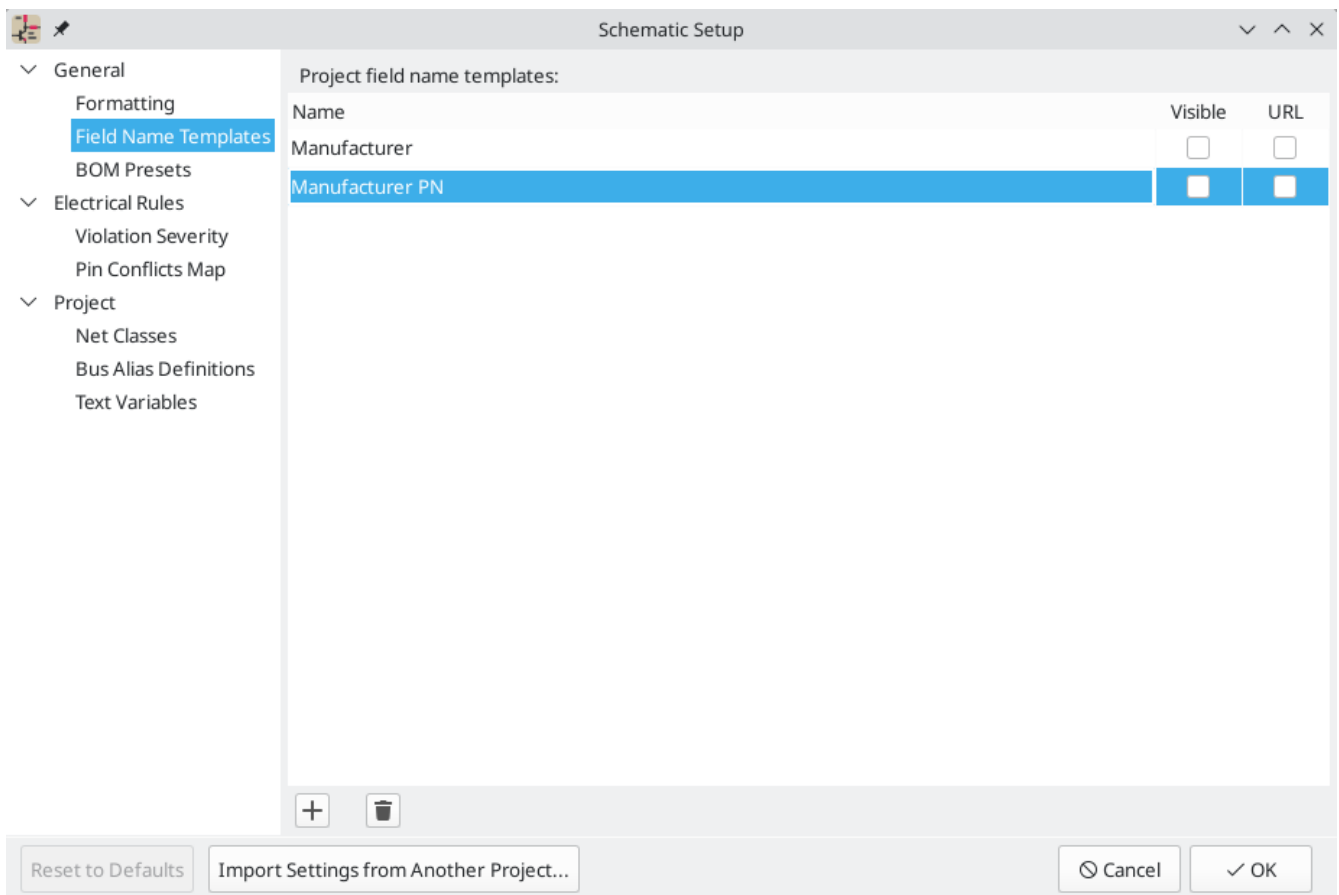 Schematic Setup
General
Formatting
Field Name Templates
BOM Presets
Electrical Rules
Violation Severity
Pin Conflicts Map
Project
Net Classes
Bus Alias Definitions
Text Variables
Project field name templates:
Name Visible URL
Manufacturer
Manufacturer PN
Reset to Defaults Import Settings from Another Project... Cancel OK